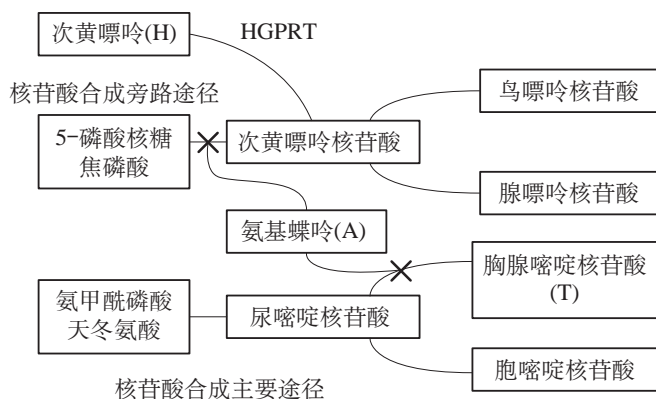 次黄嘌呤(H)
HGPRT
核苷酸合成旁路途径
鸟嘌呤核苷酸
5-磷酸核糖
焦磷酸
次黄嘌呤核苷酸
腺嘌呤核苷酸
氨基蝶呤(A)
胸腺嘧啶核苷酸
(T)
氨甲酰磷酸
天冬氨酸
尿嘧啶核苷酸
胞嘧啶核苷酸
核苷酸合成主要途径